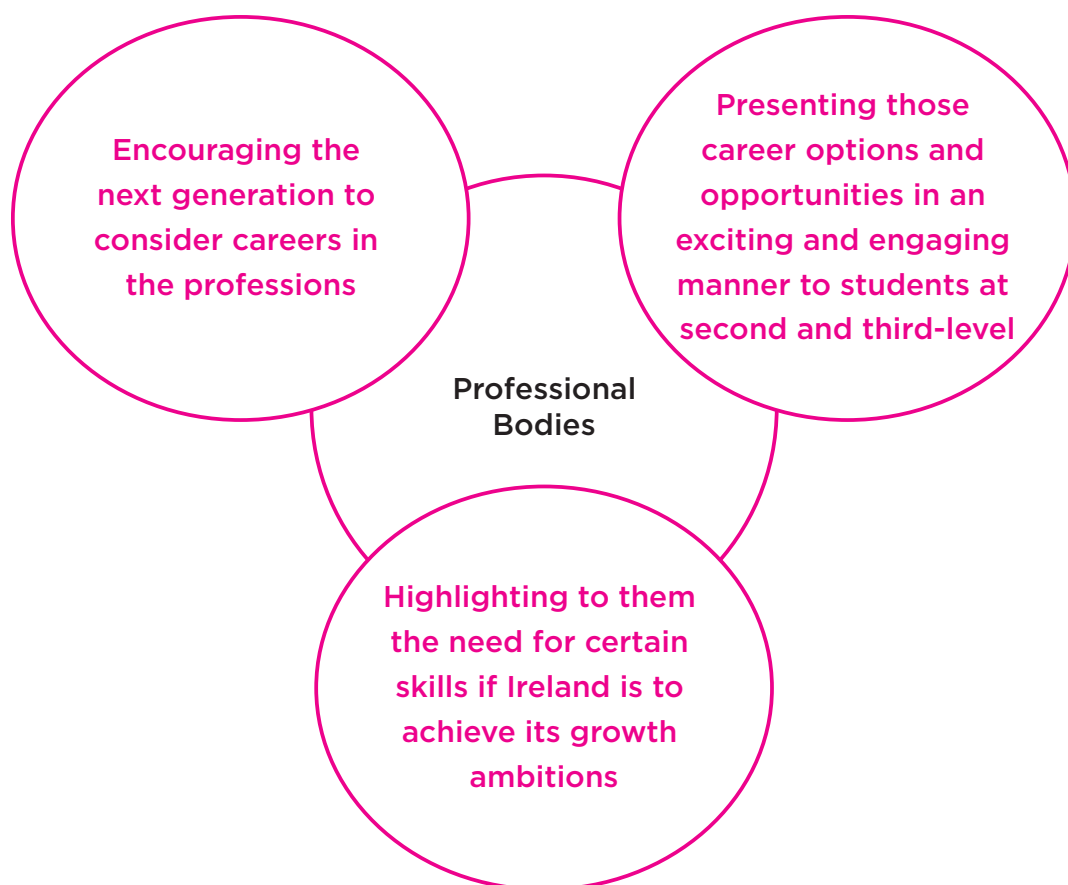 Encouraging the
next generation to
consider careers in
the professions
Presenting those
career options and
opportunities in an
exciting and engaging
manner to students at
second and third-level
Professional
Bodies
Highlighting to them
the need for certain
skills if Ireland is to
achieve its growth
ambitions